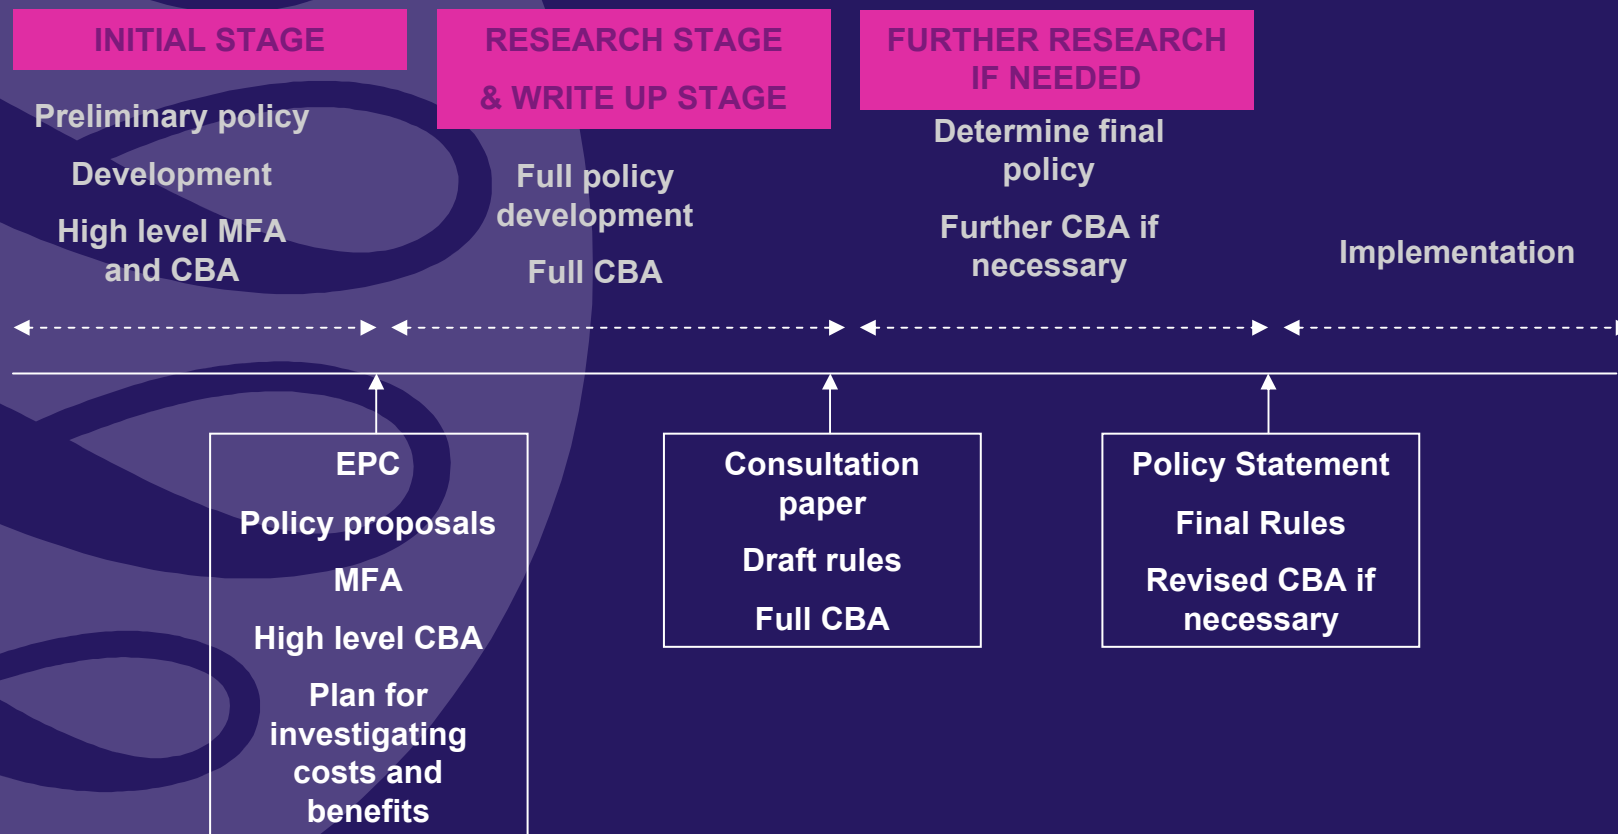 INITIAL STAGE
Preliminary policy
Development
High level MFA
and CBA
RESEARCH STAGE
& WRITE UP STAGE
Full policy
development
Full CBA
FURTHER RESEARCH
IF NEEDED
Determine final
policy
Further CBA if
necessary
Implementation
EPC
Policy proposals
MFA
High level CBA
Plan for
investigating
costs and
benefits
Consultation
paper
Draft rules
Full CBA
Policy Statement
Final Rules
Revised CBA if
necessary